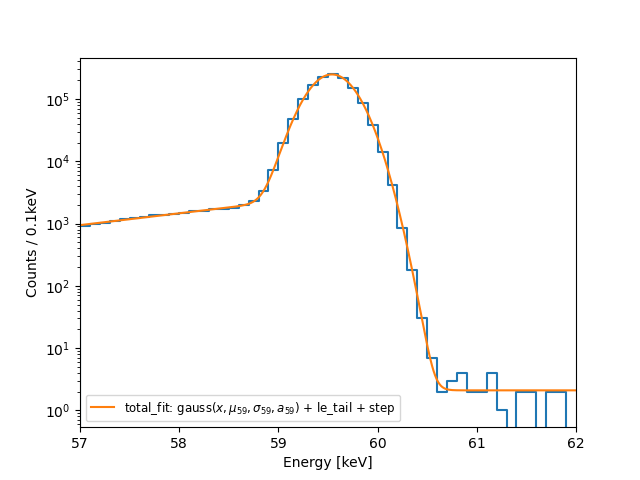 10⁵
10⁴
10³
10²
10¹
10⁰
Counts / 0.1keV
total_fit: gauss(x, μ₅₉, σ₅₉, a₅₉) + le_tail + step
57 58 59 60 61 62
Energy [keV]